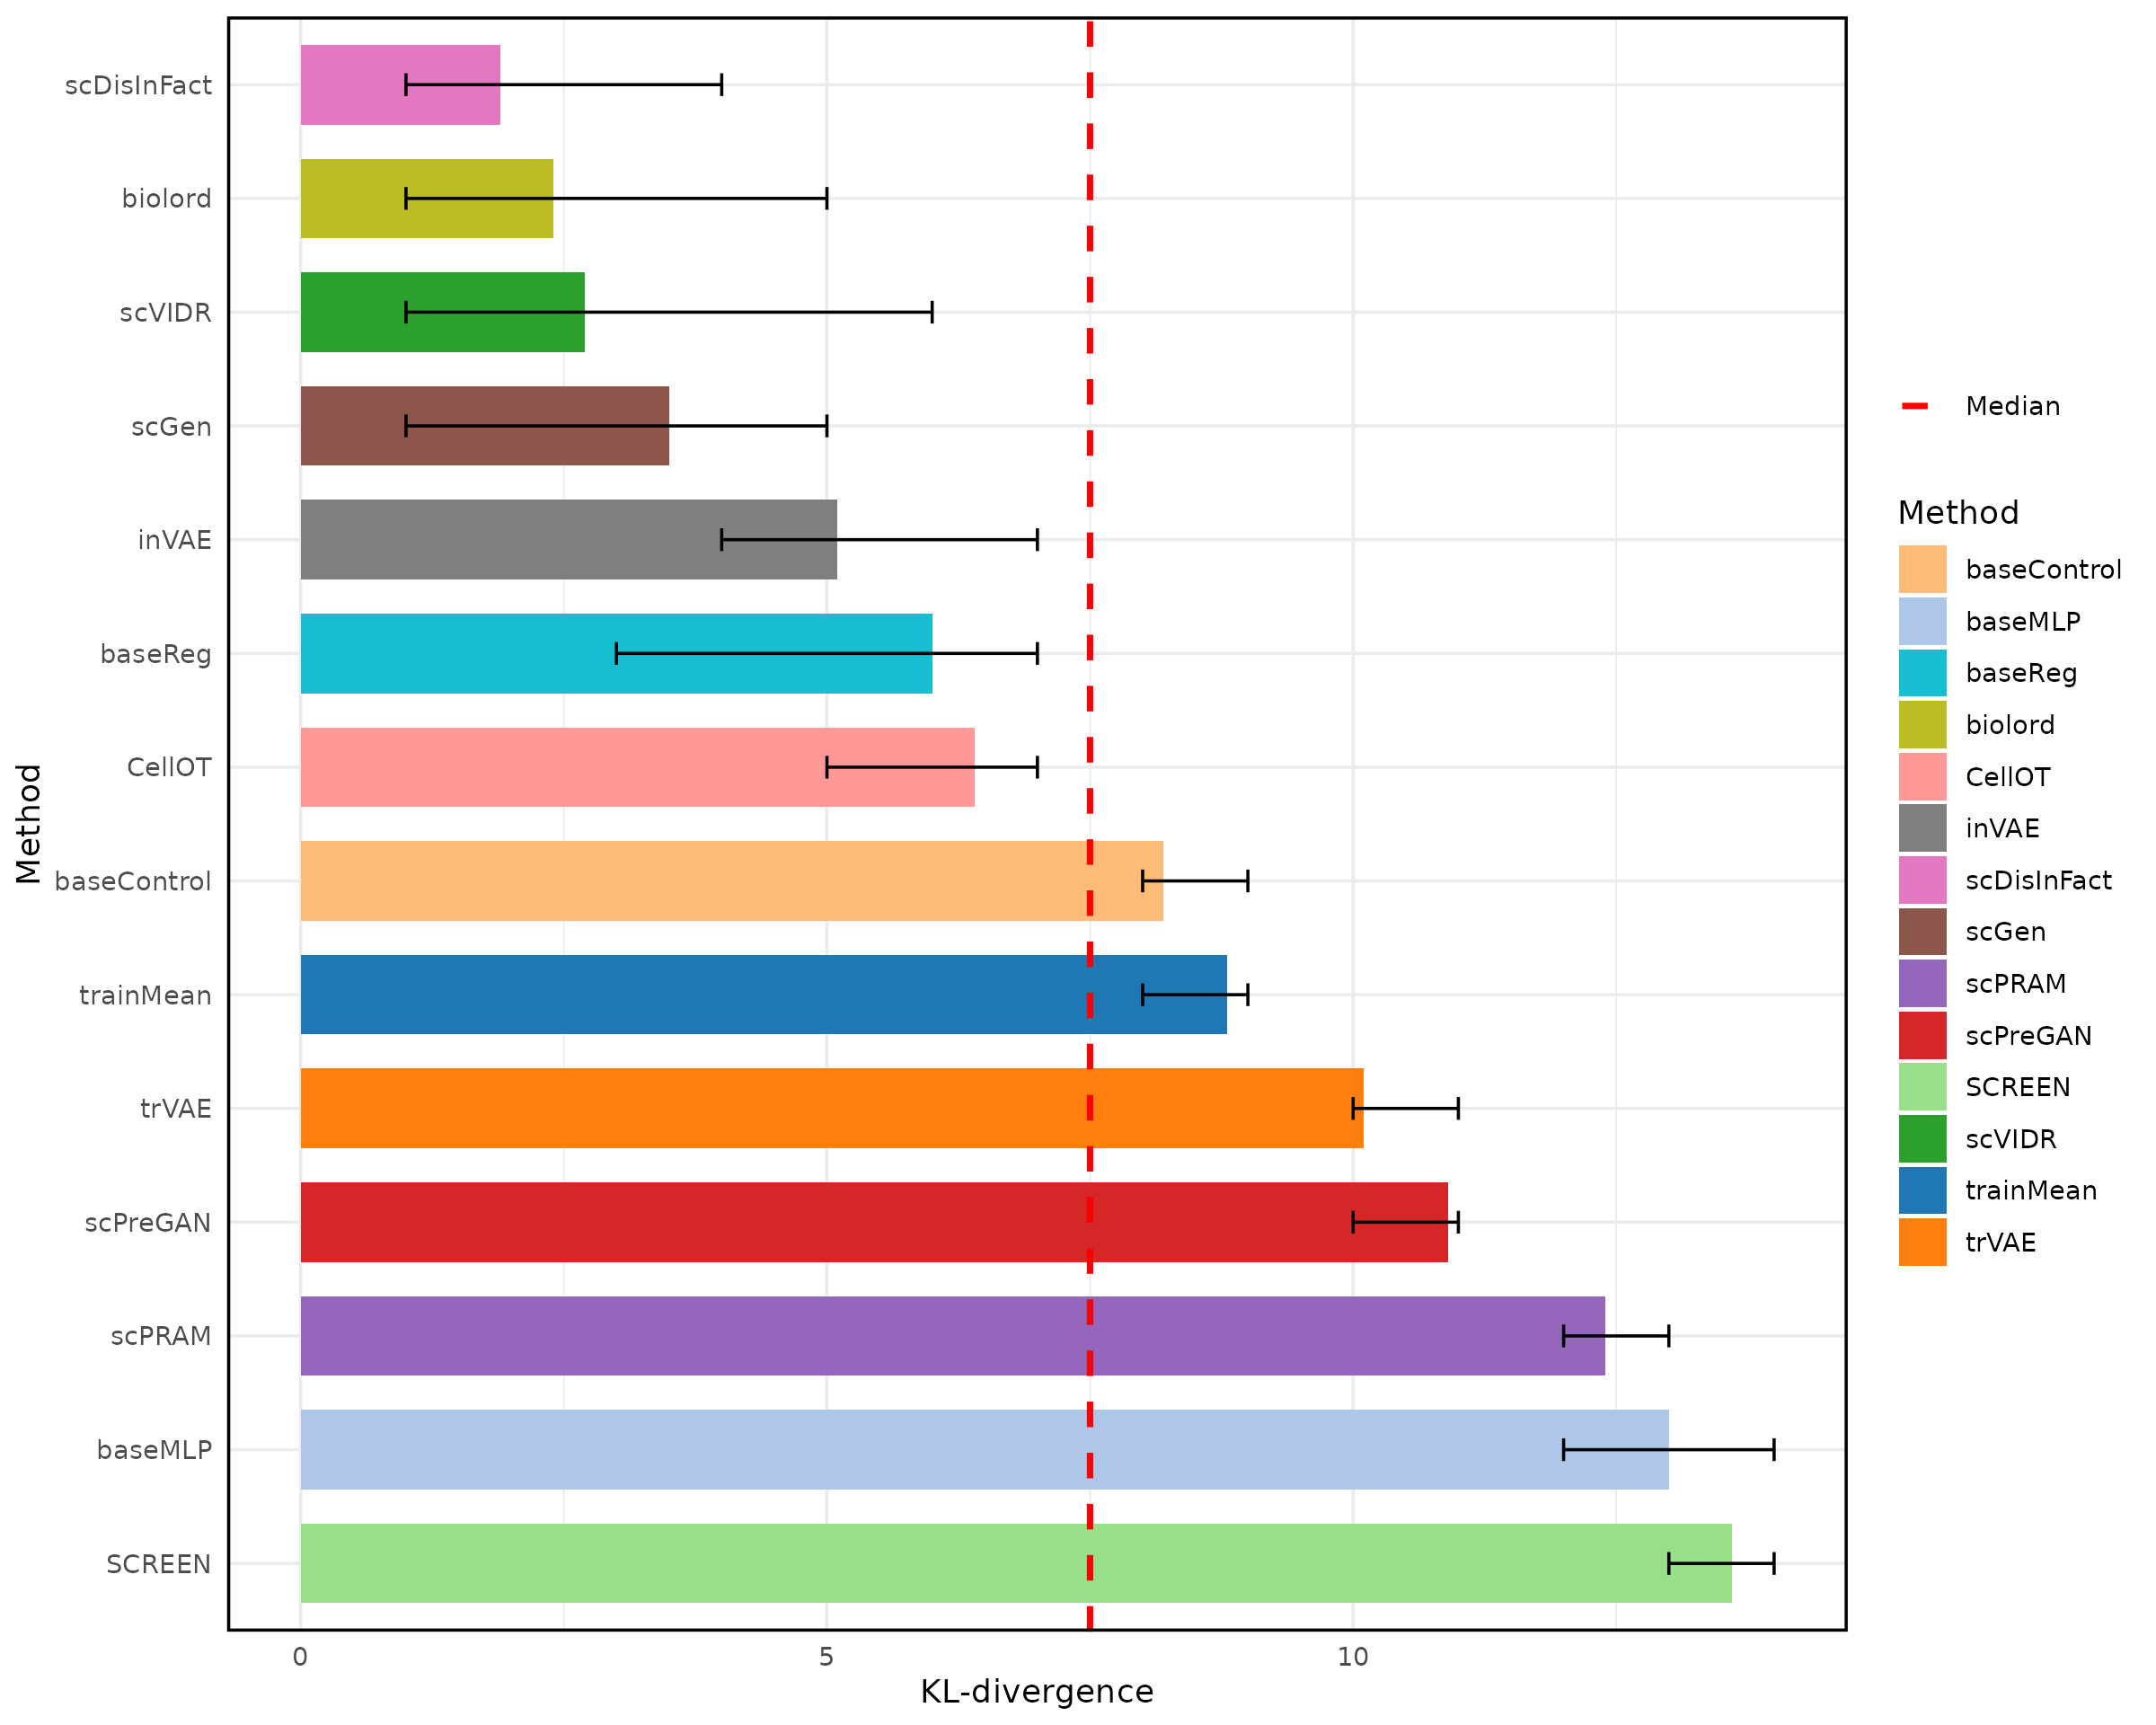 scDisInFact
biolord
scVIDR
scGen
inVAE
baseReg
CellOT
baseControl
trainMean
trVAE
scPreGAN
scPRAM
baseMLP
SCREEN
Method
0 5 10
KL-divergence
Median
Method
baseControl
baseMLP
baseReg
biolord
CellOT
inVAE
scDisInFact
scGen
scPRAM
scPreGAN
SCREEN
scVIDR
trainMean
trVAE